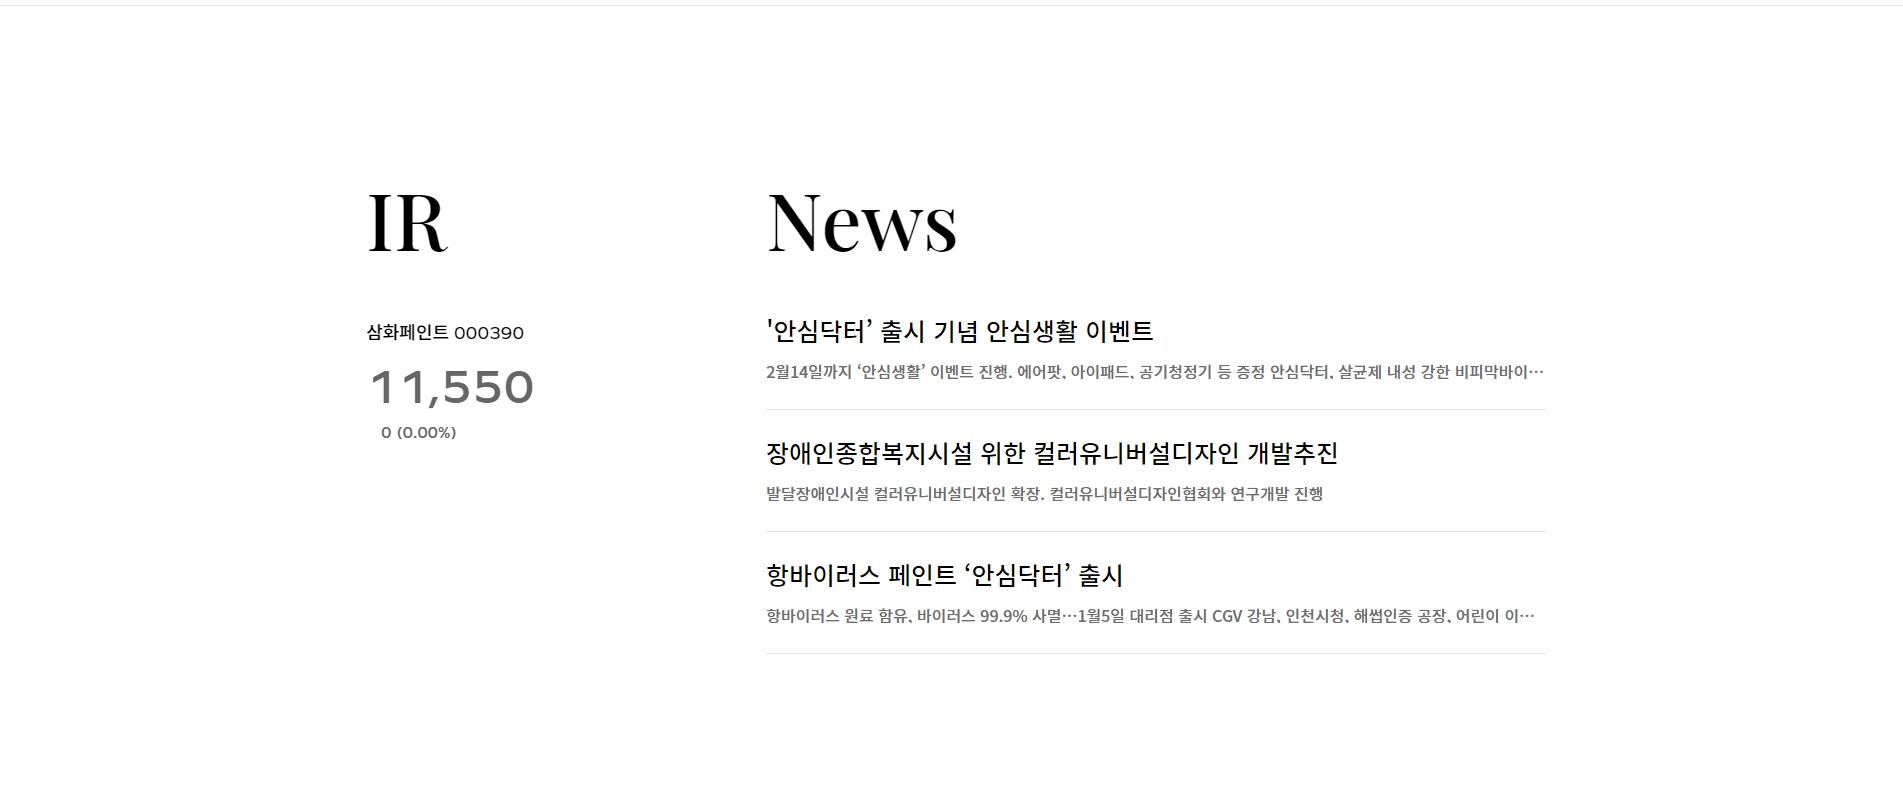 IR
삼화페인트 000390
11,550
0 (0.00%)
News
'안심닥터’ 출시 기념 안심생활 이벤트
2월14일까지 ‘안심생활’ 이벤트 진행. 에어팟, 아이패드, 공기청정기 등 증정 안심닥터, 살균제 내성 강한 비피막바이…
장애인종합복지시설 위한 컬러유니버설디자인 개발추진
발달장애인시설 컬러유니버설디자인 확장. 컬러유니버설디자인협회와 연구개발 진행
항바이러스 페인트 ‘안심닥터’ 출시
항바이러스 원료 함유, 바이러스 99.9% 사멸…1월5일 대리점 출시 CGV 강남, 인천시청, 해썹인증 공장, 어린이 이…